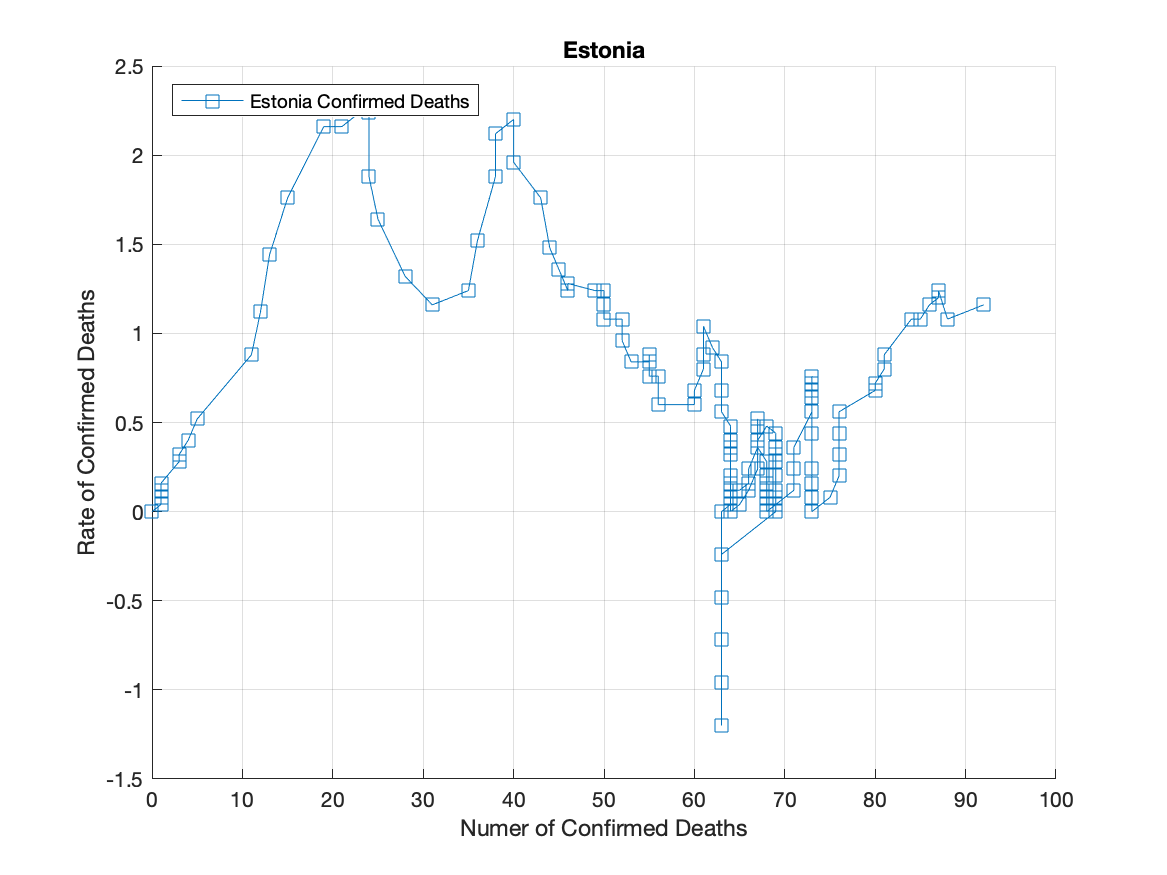 Estonia
Estonia Confirmed Deaths
2.5
2
1.5
1
0.5
0
-0.5
-1
-1.5
Rate of Confirmed Deaths
0 10 20 30 40 50 60 70 80 90 100
Numer of Confirmed Deaths